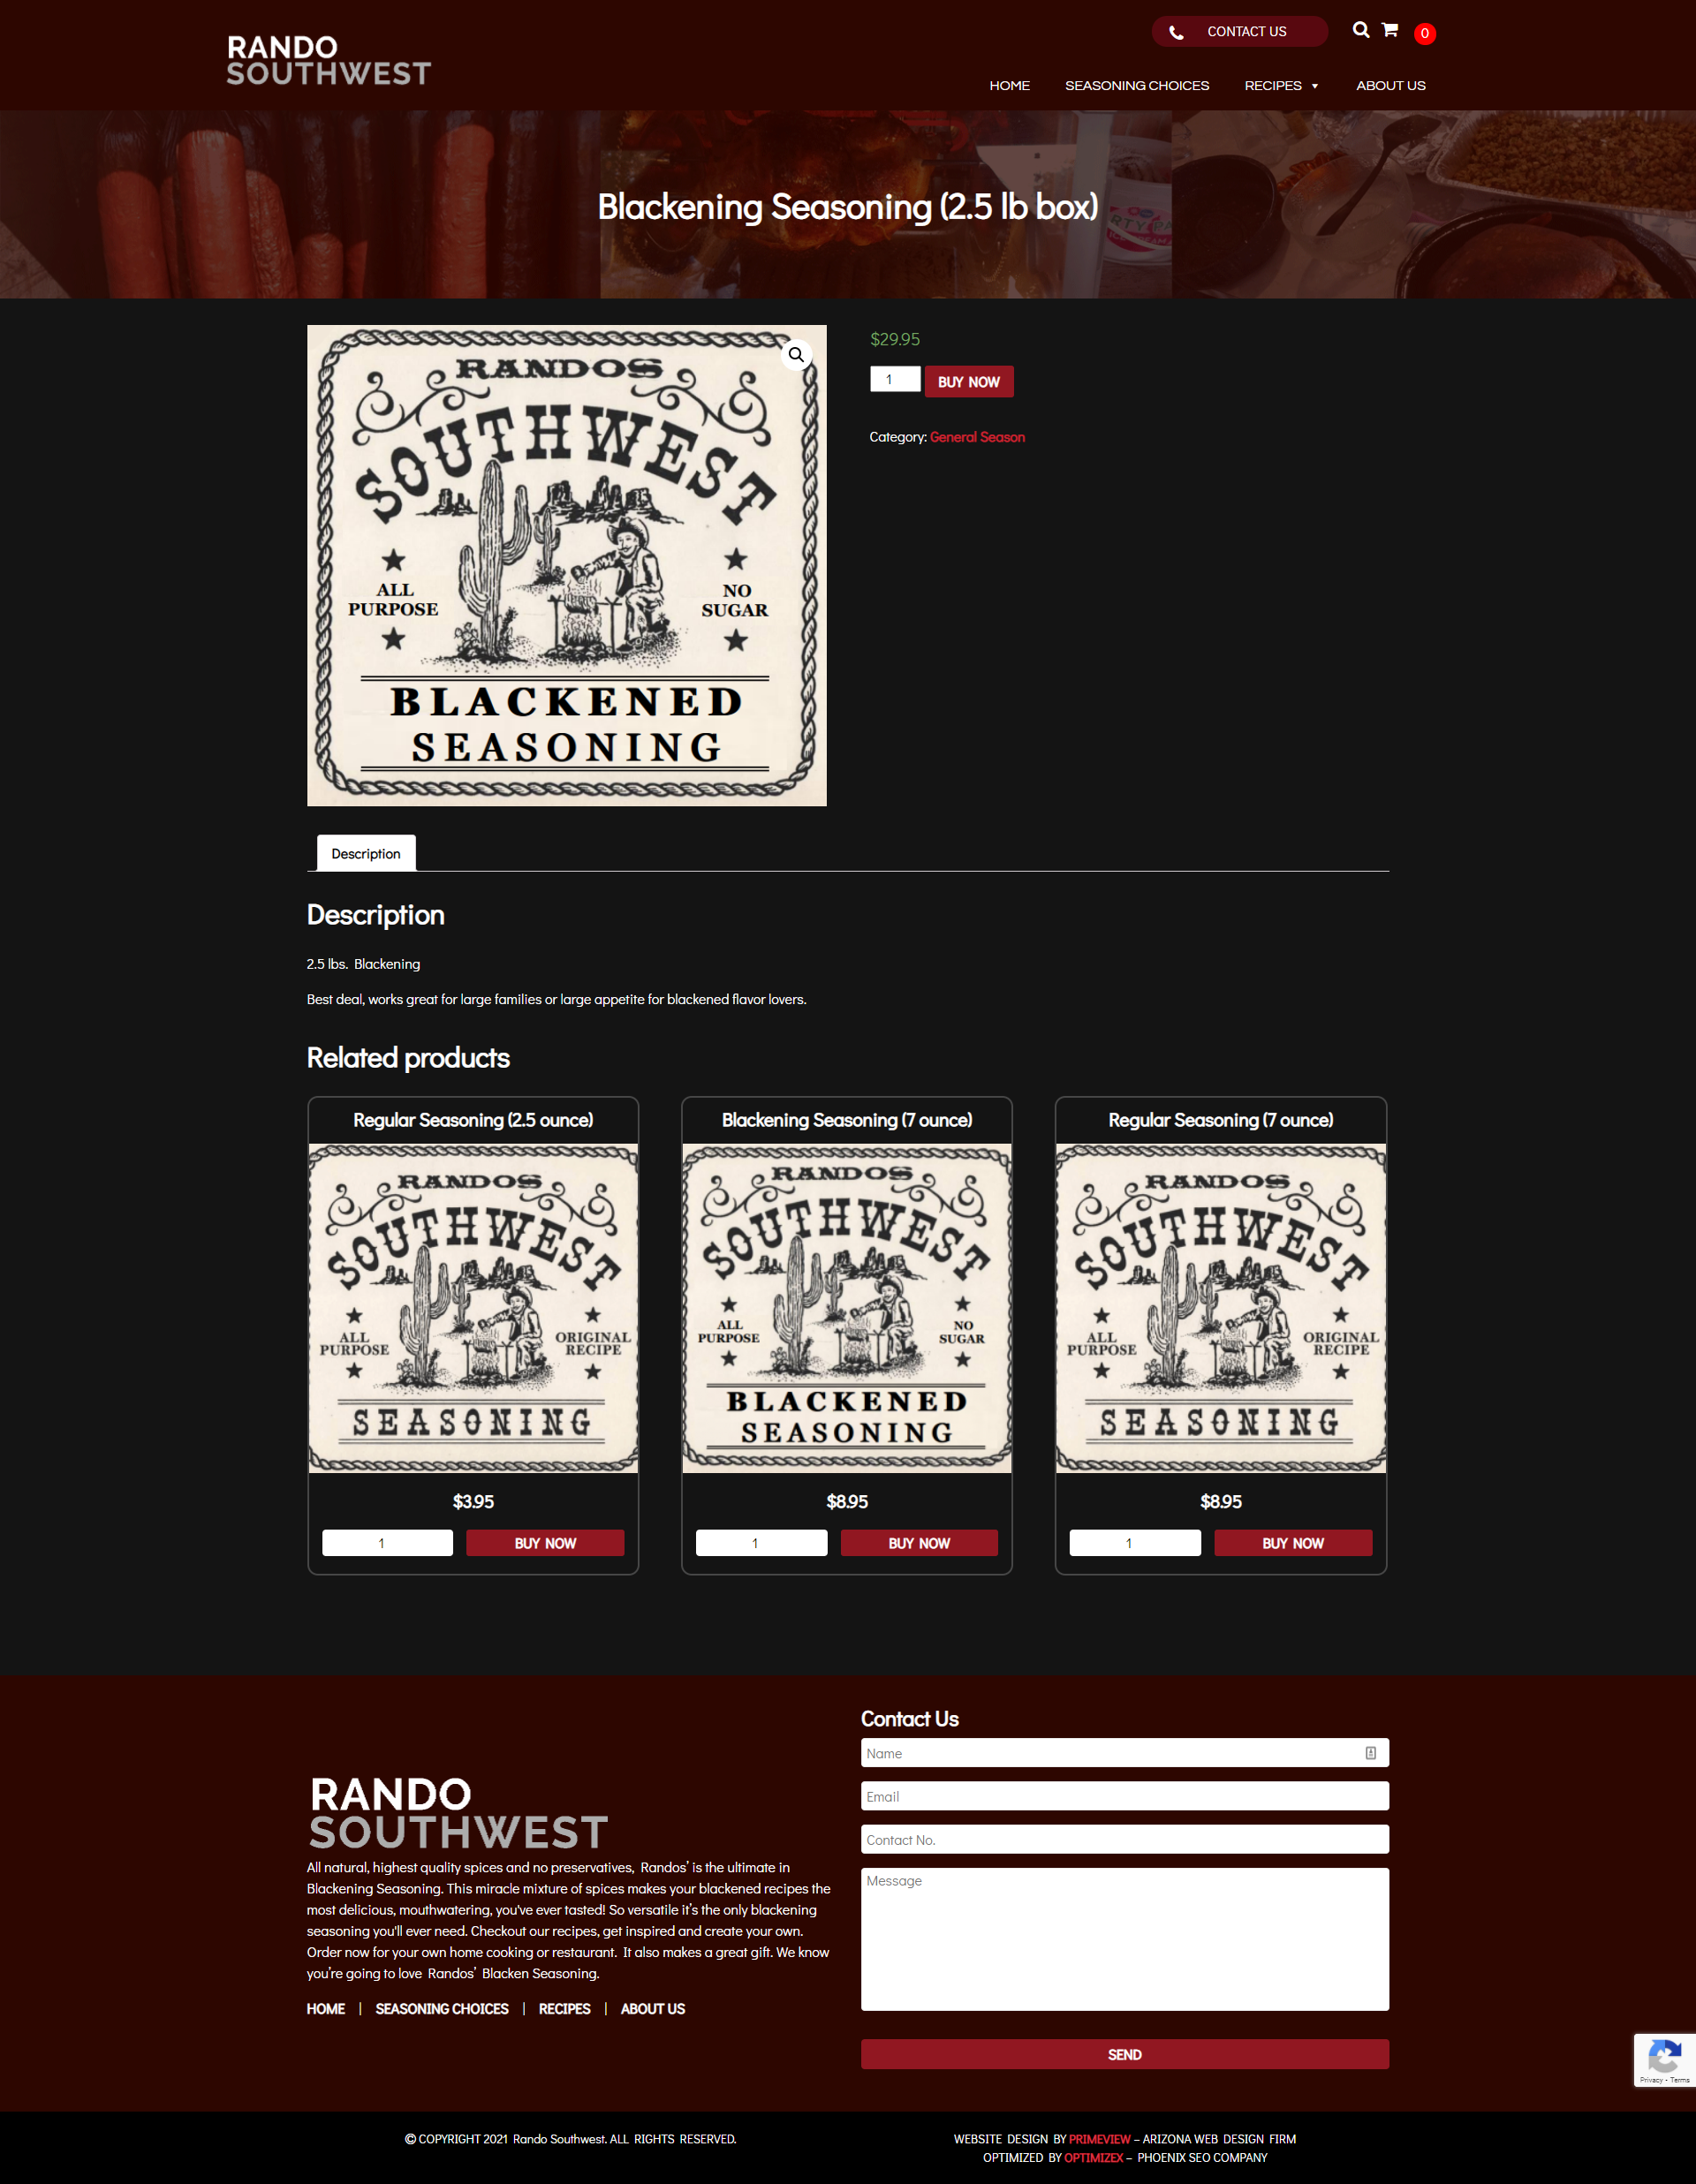 RANDO
SOUTHWEST
CONTACT US
0
HOME
SEASONING CHOICES
RECIPES
ABOUT US
Blackening Seasoning (2.5 lb box)
RANDOS
SOUTHWEST
ALL
PURPOSE
NO
SUGAR
BLACKENED
SEASONING
$29.95
1
BUY NOW
Category: General Season
Description
Description
2.5 lbs. Blackening
Best deal, works great for large families or large appetite for blackened flavor lovers.
Related products
Regular Seasoning (2.5 ounce)
RANDOS
SOUTHWEST
ALL
PURPOSE
ORIGINAL
RECIPE
SEASONING
$3.95
1
BUY NOW
Blackening Seasoning (7 ounce)
RANDOS
SOUTHWEST
ALL
PURPOSE
NO
SUGAR
BLACKENED
SEASONING
$8.95
1
BUY NOW
Regular Seasoning (7 ounce)
RANDOS
SOUTHWEST
ALL
PURPOSE
ORIGINAL
RECIPE
SEASONING
$8.95
1
BUY NOW
RANDO
SOUTHWEST
All natural, highest quality spices and no preservatives, Randos’ is the ultimate in
Blackening Seasoning. This miracle mixture of spices makes your blackened recipes the
most delicious, mouthwatering, you've ever tasted! So versatile it’s the only blackening
seasoning you'll ever need. Checkout our recipes, get inspired and create your own.
Order now for your own home cooking or restaurant. It also makes a great gift. We know
you’re going to love Randos’ Blacken Seasoning.
HOME | SEASONING CHOICES | RECIPES | ABOUT US
Contact Us
Name
Email
Contact No.
Message
SEND
Privacy - Terms
© COPYRIGHT 2021 Rando Southwest. ALL RIGHTS RESERVED.
WEBSITE DESIGN BY PRIMEVIEW – ARIZONA WEB DESIGN FIRM
OPTIMIZED BY OPTIMIZEX – PHOENIX SEO COMPANY